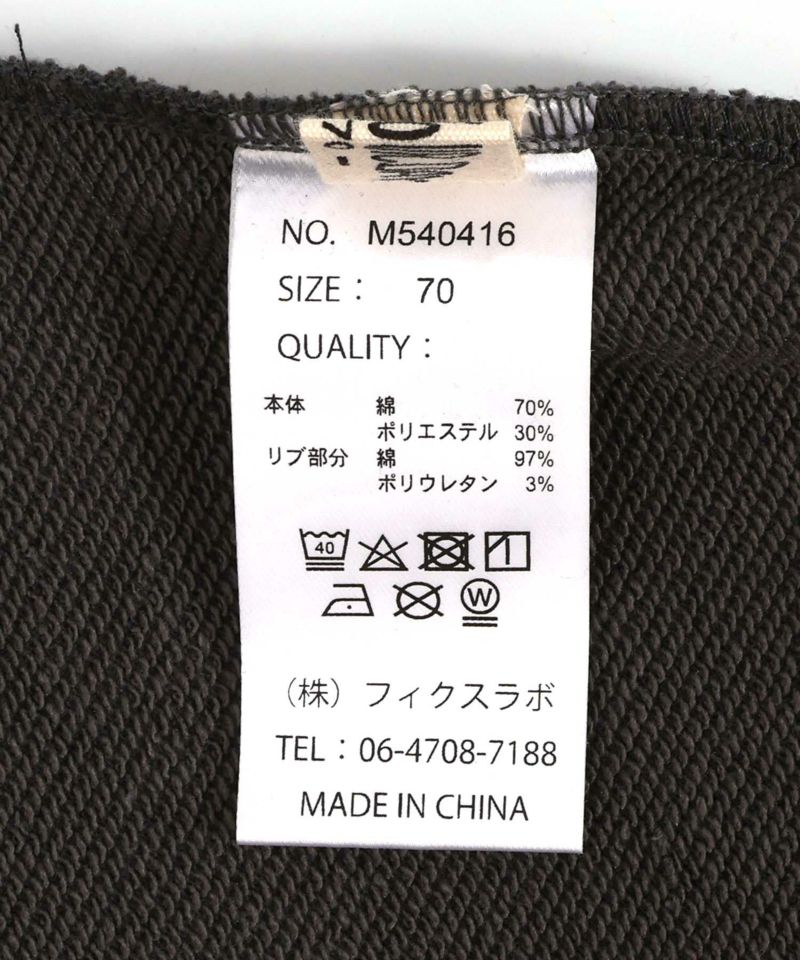 70
NO. M540416
SIZE： 70
QUALITY：
本体 綿 70%
ポリエステル 30%
リブ部分 綿 97%
ポリウレタン 3%
40
W
（株）フィクスラボ
TEL：06-4708-7188
MADE IN CHINA